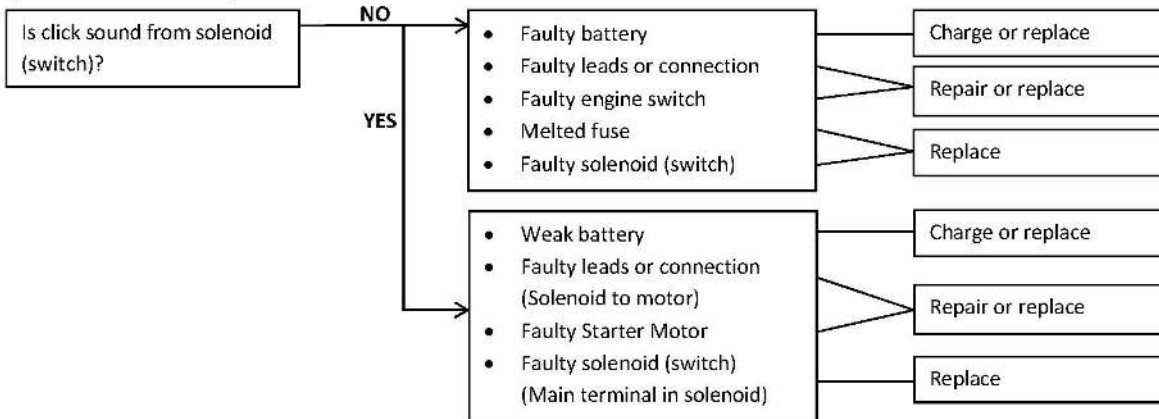 Is click sound from solenoid
(switch)?
NO
YES
• Faulty battery
• Faulty leads or connection
• Faulty engine switch
• Melted fuse
• Faulty solenoid (switch)
Charge or replace
Repair or replace
Replace
• Weak battery
• Faulty leads or connection
(Solenoid to motor)
• Faulty Starter Motor
• Faulty solenoid (switch)
(Main terminal in solenoid)
Charge or replace
Repair or replace
Replace